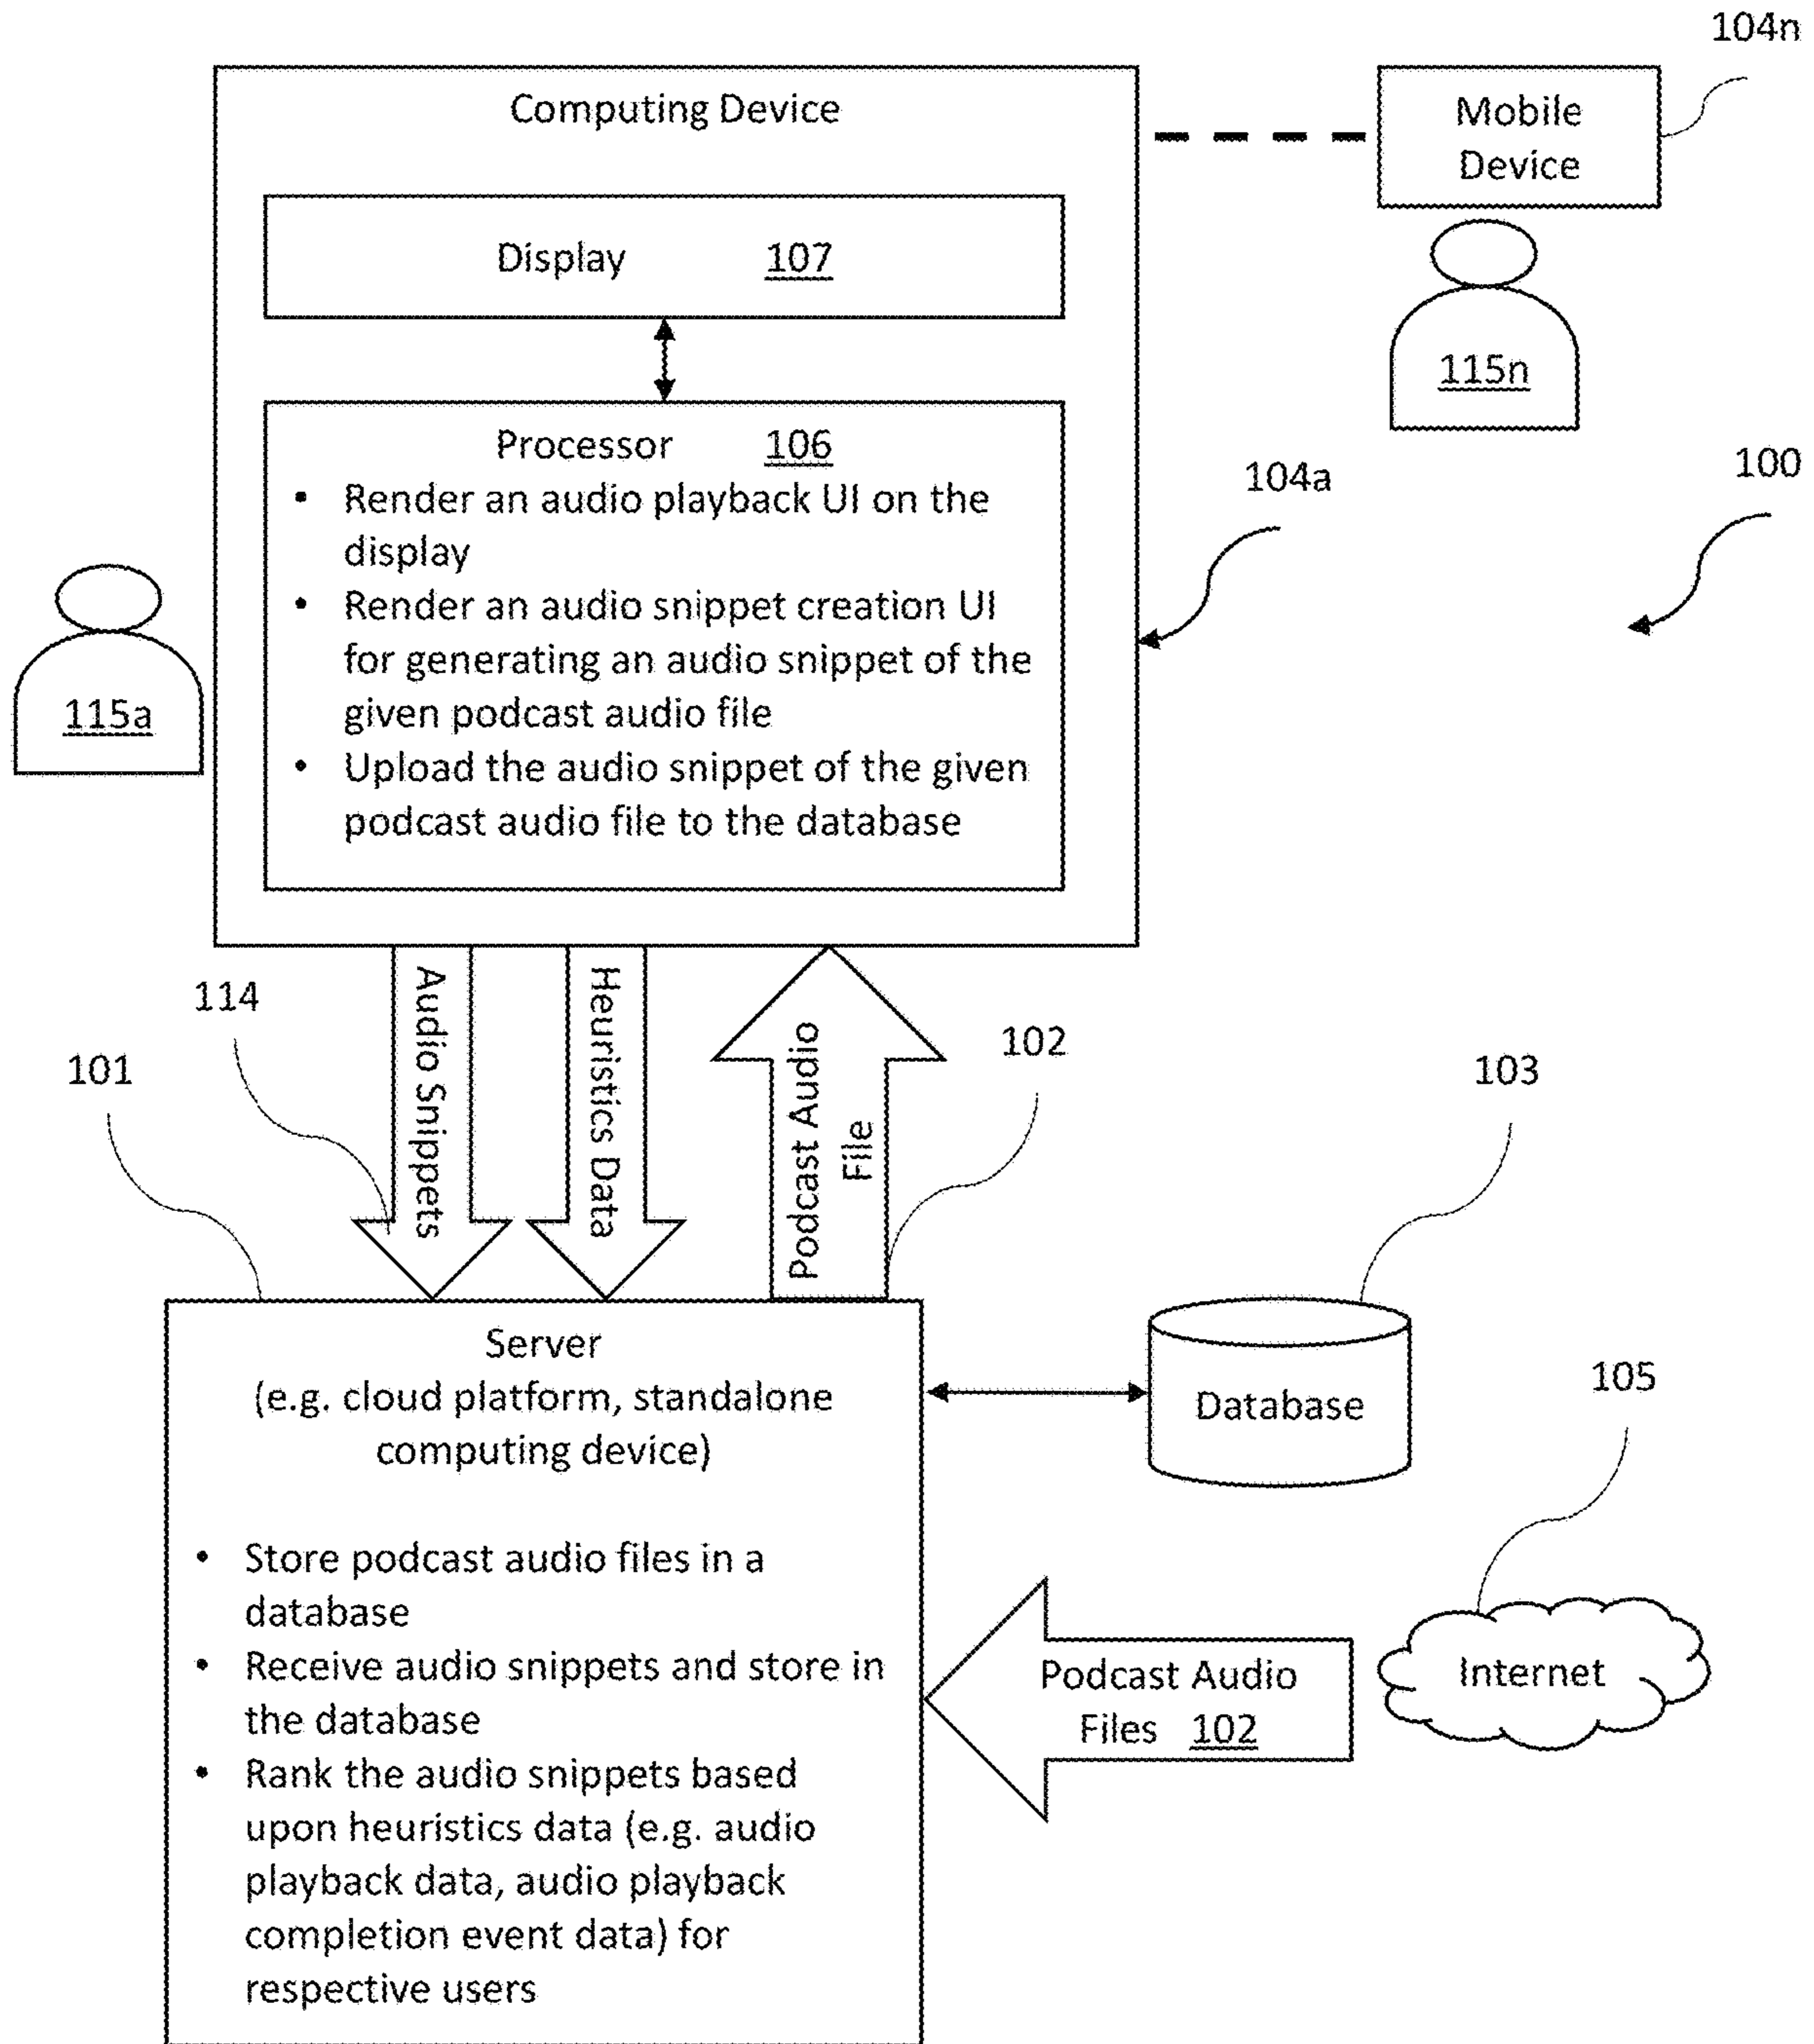 104n
Computing Device
Mobile
Device
Display 107
115n
Processor 106
• Render an audio playback UI on the
display
• Render an audio snippet creation UI
for generating an audio snippet of the
given podcast audio file
• Upload the audio snippet of the given
podcast audio file to the database
104a
100
115a
114
Audio Snippets
Heuristics Data
Podcast Audio
File
102
101
103
Server
(e.g. cloud platform, standalone
computing device)
Database
105
• Store podcast audio files in a
database
• Receive audio snippets and store in
the database
• Rank the audio snippets based
upon heuristics data (e.g. audio
playback data, audio playback
completion event data) for
respective users
Podcast Audio
Files 102
Internet